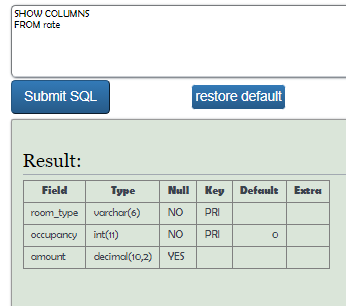 SHOW COLUMNS
FROM rate
Submit SQL restore default
Result:
Field Type Null Key Default Extra
room_type varchar(6) NO PRI
occupancy int(11) NO PRI 0
amount decimal(10,2) YES